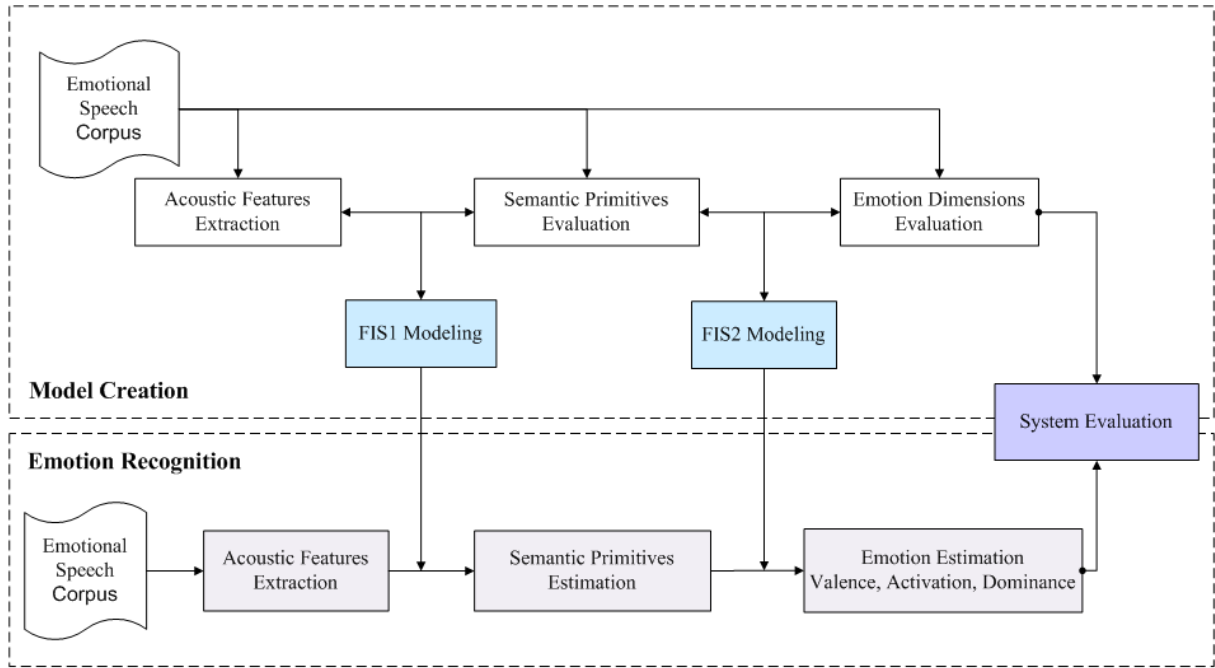 Emotional
Speech
Corpus
Acoustic Features
Extraction
Semantic Primitives
Evaluation
Emotion Dimensions
Evaluation
FIS1 Modeling
FIS2 Modeling
Model Creation
System Evaluation
Emotion Recognition
Emotional
Speech
Corpus
Acoustic Features
Extraction
Semantic Primitives
Estimation
Emotion Estimation
Valence, Activation, Dominance